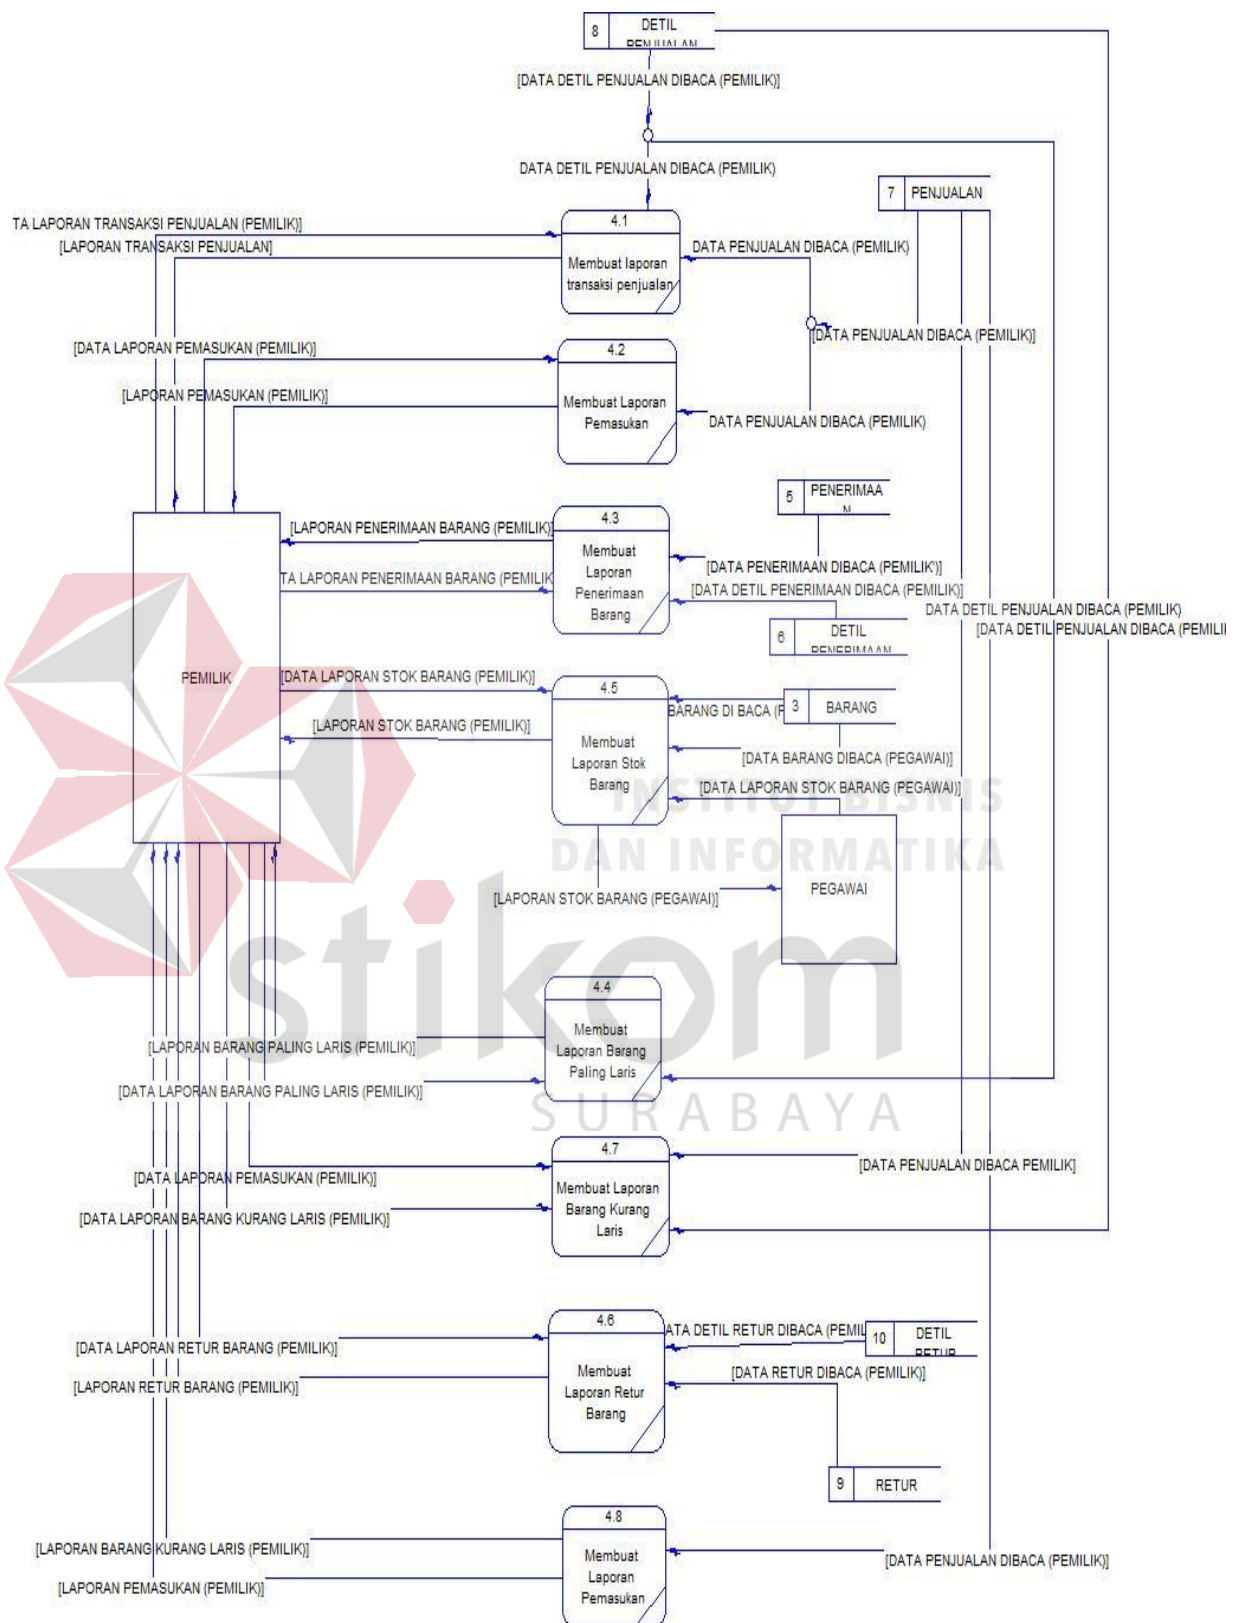 8
DETIL
PENJUALAN
[DATA DETIL PENJUALAN DIBACA (PEMILIK)]
DATA DETIL PENJUALAN DIBACA (PEMILIK)
7
PENJUALAN
TA LAPORAN TRANSAKSI PENJUALAN (PEMILIK)]
[LAPORAN TRANSAKSI PENJUALAN]
4.1
Membuat laporan
transaksi penjualan
DATA PENJUALAN DIBACA (PEMILIK)
[DATA PENJUALAN DIBACA (PEMILIK)]
[DATA LAPORAN PEMASUKAN (PEMILIK)]
[LAPORAN PEMASUKAN (PEMILIK)]
4.2
Membuat Laporan
Pemasukan
DATA PENJUALAN DIBACA (PEMILIK)
5
PENERIMAA
N
[LAPORAN PENERIMAAN BARANG (PEMILIK)]
TA LAPORAN PENERIMAAN BARANG (PEMILIK
4.3
Membuat
Laporan
Penerimaan
Barang
[DATA PENERIMAAN DIBACA (PEMILIK')]
[DATA DETIL PENERIMAAN DIBACA (PEMILIK)]
DATA DETIL PENJUALAN DIBACA (PEMILIK)
[DATA DETIL PENJUALAN DIBACA (PEMILI
6
DETIL
PENERIMAAN
PEMILIK
[DATA LAPORAN STOK BARANG (PEMILIK)]
[LAPORAN STOK BARANG (PEMILIK)]
4.5
Membuat
Laporan Stok
Barang
BARANG DI BACA (P
3
BARANG
[DATA BARANG DIBACA (PEGAWAI)]
[DATA LAPORAN STOK BARANG (PEGAWAI)]
INSTITUT BISNIS
DAN INFORMATIKA
PEGAWAI
[LAPORAN STOK BARANG (PEGAWAI)]
stikom
SURABAYA
4.4
Membuat
Laporan Barang
Paling Laris
[LAPORAN BARANG PALING LARIS (PEMILIK)]
[DATA LAPORAN BARANG PALING LARIS (PEMILIK)]
4.7
Membuat Laporan
Barang Kurang
Laris
[DATA PENJUALAN DIBACA PEMILIK]
[DATA LAPORAN PEMASUKAN (PEMILIK)]
[DATA LAPORAN BARANG KURANG LARIS (PEMILIK)]
4.6
Membuat
Laporan Retur
Barang
ATA DETIL RETUR DIBACA (PEMIL
10
DETIL
RETUR
[DATA LAPORAN RETUR BARANG (PEMILIK)]
[LAPORAN RETUR BARANG (PEMILIK)]
[DATA RETUR DIBACA (PEMILIK)]
9
RETUR
4.8
Membuat
Laporan
Pemasukan
[LAPORAN BARANG KURANG LARIS (PEMILIK)]
[LAPORAN PEMASUKAN (PEMILIK)]
[DATA PENJUALAN DIBACA (PEMILIK)]